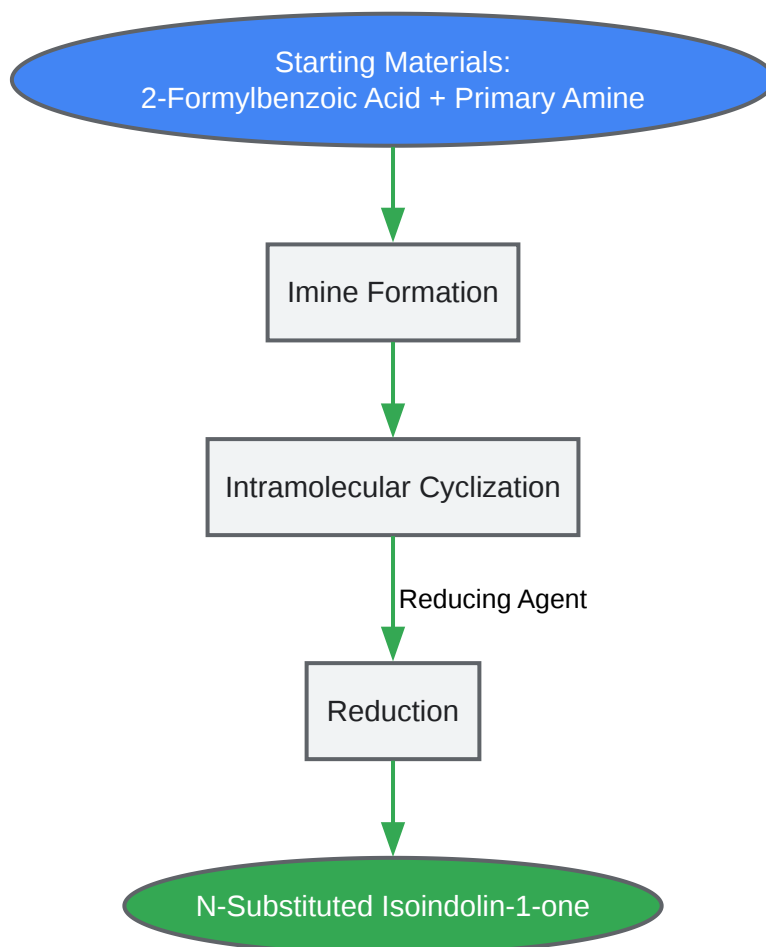 Starting Materials:
2-Formylbenzoic Acid + Primary Amine
Imine Formation
Intramolecular Cyclization
Reducing Agent
Reduction
N-Substituted Isoindolin-1-one